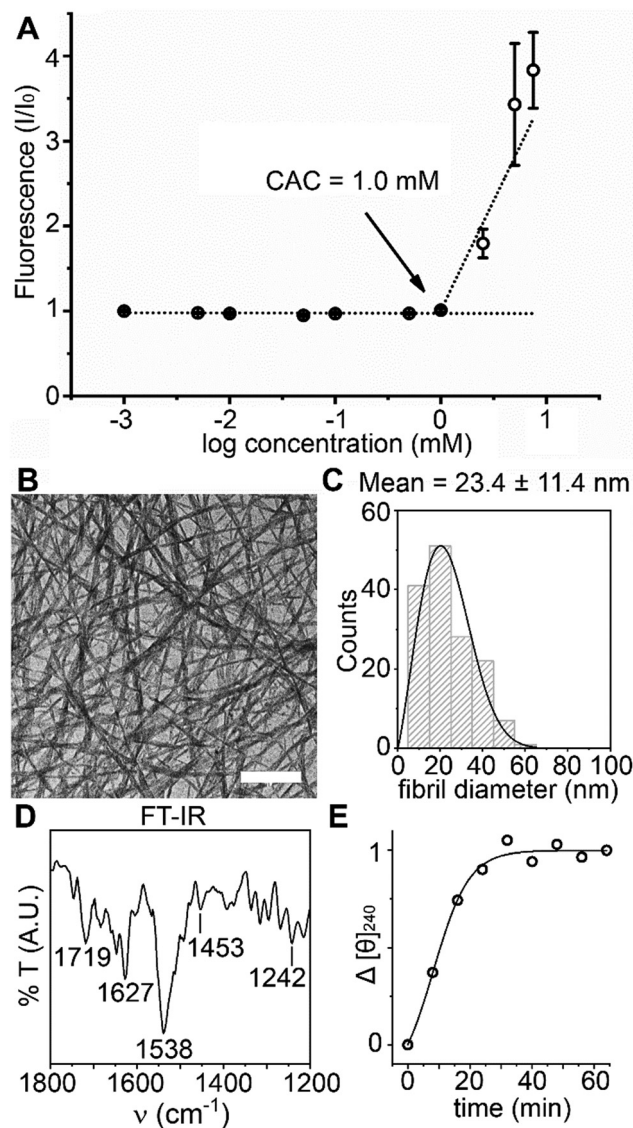 A
Fluorescence (I/I₀)
4
3
2
1
0
CAC = 1.0 mM
-3 -2 -1 0 1
log concentration (mM)
B
C Mean = 23.4 ± 11.4 nm
Counts
60
40
20
0
0 20 40 60 80 100
fibril diameter (nm)
D FT-IR
% T (A.U.)
1719
1627
1538
1453
1242
1800 1600 1400 1200
ν (cm⁻¹)
E
Δ [θ]₂₄₀
1
0
0 20 40 60
time (min)